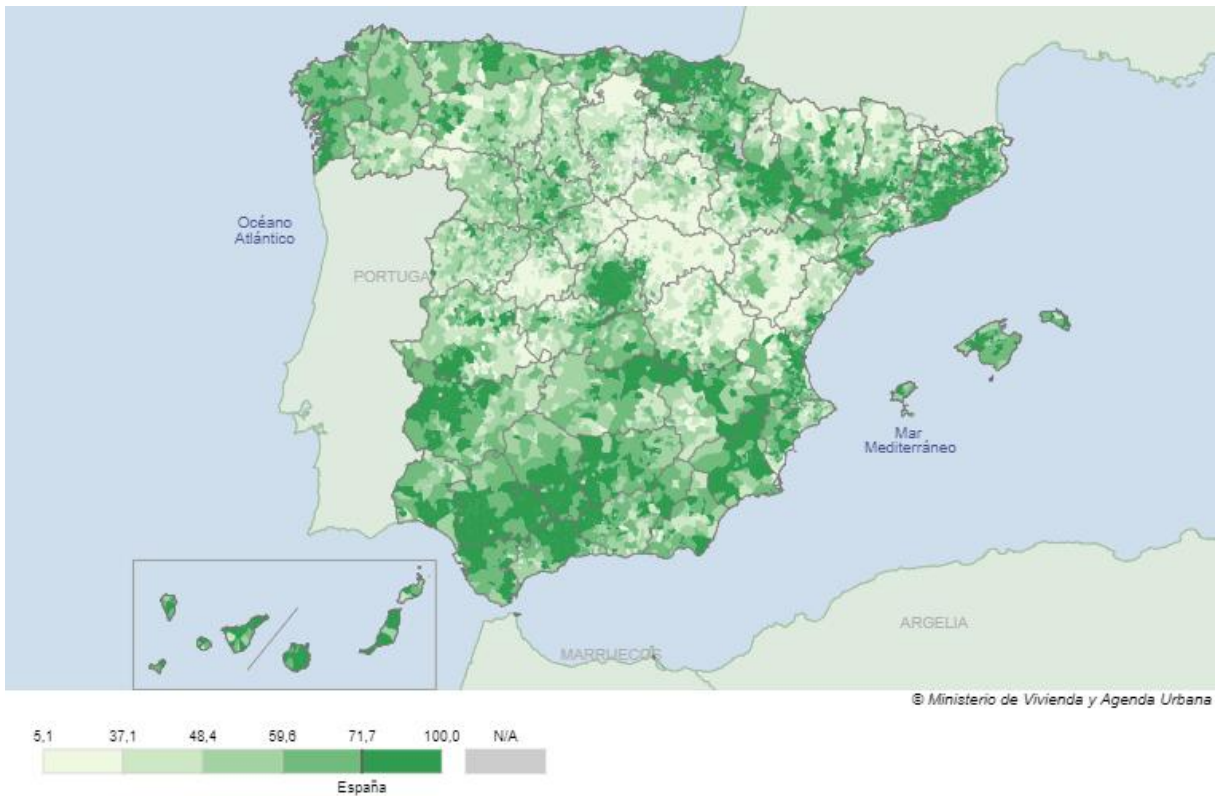 Océano
Atlántico
PORTUGA
Mar
Mediterráneo
ARGELIA
MARRUECOS
© Ministerio de Vivienda y Agenda Urbana
5,1 37,1 48,4 59,6 71,7 100,0 N/A
España